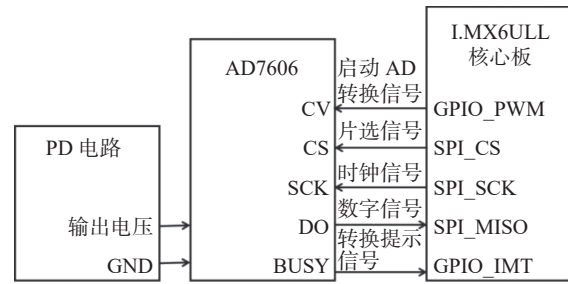 I.MX6ULL
核心板
AD7606
启动 AD
转换信号
CV
GPIO_PWM
片选信号
CS
SPI_CS
时钟信号
SCK
SPI_SCK
数字信号
DO
SPI_MISO
转换提示
信号
BUSY
GPIO_IMT
PD 电路
输出电压
GND